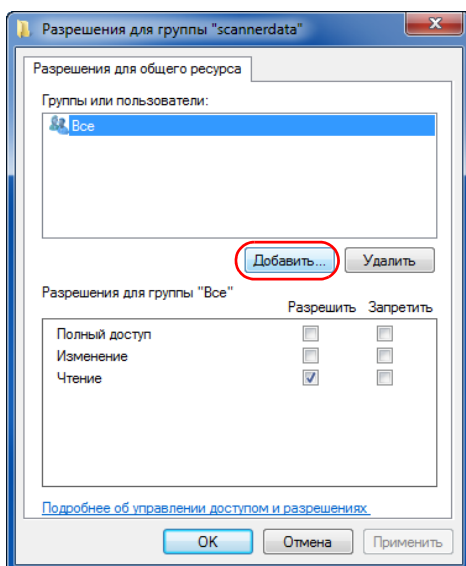 Разрешения для группы "scannerdata"
Разрешения для общего ресурса
Группы или пользователи:
Все
Добавить... Удалить
Разрешения для группы "Все"
Разрешить Запретить
Полный доступ
Изменение
Чтение
Подробнее об управлении доступом и разрешениях
OK Отмена Применить